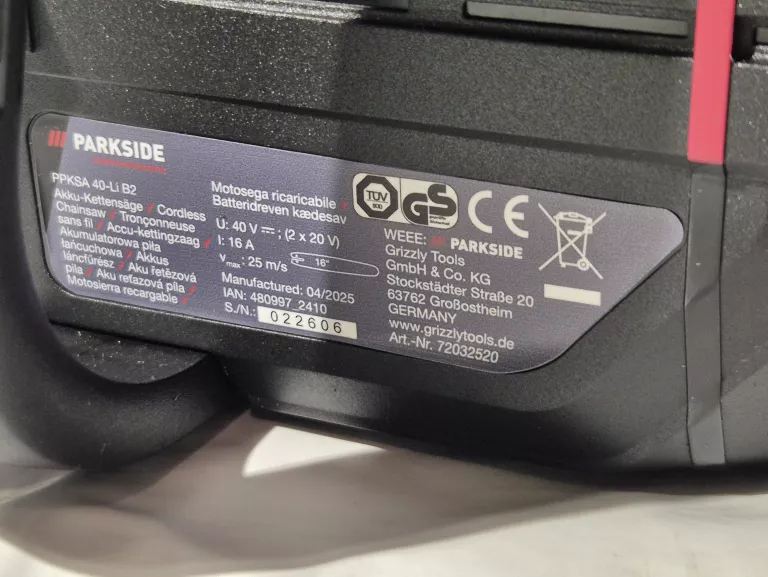 PARKSIDE
PPKSA 40-Li B2
Akku-Kettensäge / Cordless
Chainsaw / Tronçonneuse
sans fil / Accu-kettingzaag /
Akumulatorowa piła
łańcuchowa / Akkus
láncfűrész / Aku řetězová
pila / Aku reťazová píla /
Motosierra recargable /
Motosega ricaricabile /
Batteridreven kædesav
U: 40 V ⎓; (2 x 20 V)
I: 16 A
Vmax: 25 m/s 16"
Manufactured: 04/2025
IAN: 480997_2410
S./N.: 022606
TÜV
SÜD
GS
CE
WEEE: PARKSIDE
Grizzly Tools
GmbH & Co. KG
Stockstädter Straße 20
63762 Großostheim
GERMANY
www.grizzlytools.de
Art.-Nr. 72032520